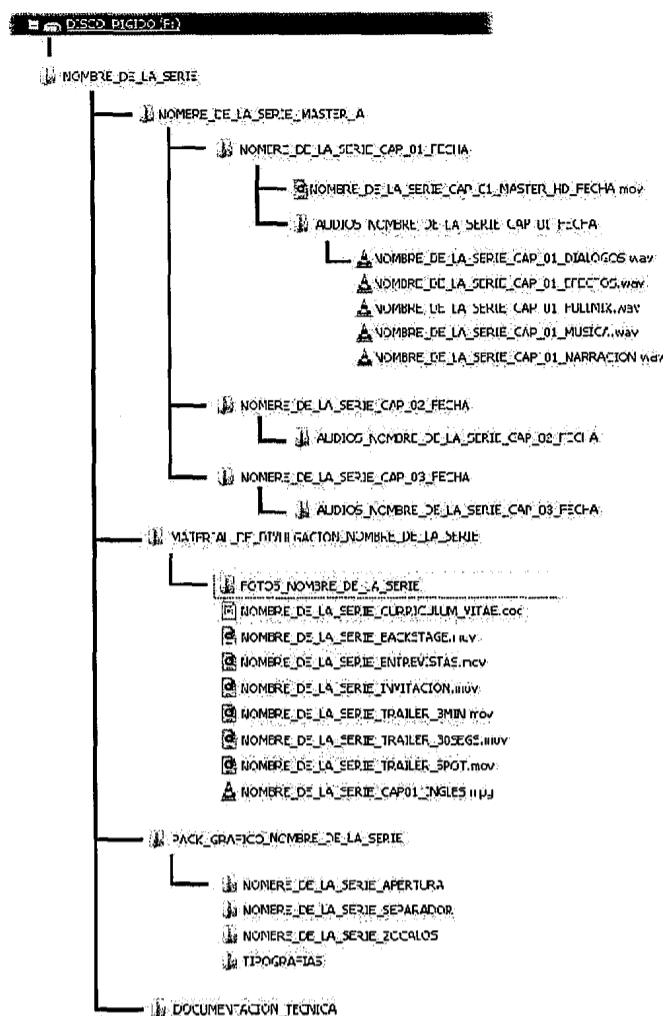 DISCO RIGIDO (F:)
NOMBRE_DE_LA_SERIE
NOMBRE_DE_LA_SERIE_MASTER_A
NOMBRE_DE_LA_SERIE_CAP_01_FECHA
NOMBRE_DE_LA_SERIE_CAP_01_MASTER_HD_FECHA.mov
AUDIOS_NOMBRE_DE_LA_SERIE_CAP_01_FECHA
NOMBRE_DE_LA_SERIE_CAP_01_DIALOGOS.wav
NOMBRE_DE_LA_SERIE_CAP_01_EFECTOS.wav
NOMBRE_DE_LA_SERIE_CAP_01_FULLMIX.wav
NOMBRE_DE_LA_SERIE_CAP_01_MUSICA.wav
NOMBRE_DE_LA_SERIE_CAP_01_NARRACION.wav
NOMBRE_DE_LA_SERIE_CAP_02_FECHA
AUDIOS_NOMBRE_DE_LA_SERIE_CAP_02_FECHA
NOMBRE_DE_LA_SERIE_CAP_03_FECHA
AUDIOS_NOMBRE_DE_LA_SERIE_CAP_03_FECHA
MATERIAL_DE_DIVULGACION_NOMBRE_DE_LA_SERIE
FOTOS_NOMBRE_DE_LA_SERIE
NOMBRE_DE_LA_SERIE_CURRICULUM_VITAE.doc
NOMBRE_DE_LA_SERIE_BACKSTAGE.mov
NOMBRE_DE_LA_SERIE_ENTREVISTAS.mov
NOMBRE_DE_LA_SERIE_INVITACION.mov
NOMBRE_DE_LA_SERIE_TRAILER_3MIN.mov
NOMBRE_DE_LA_SERIE_TRAILER_30SEGS.mov
NOMBRE_DE_LA_SERIE_TRAILER_SPOT.mov
NOMBRE_DE_LA_SERIE_CAP01_INGLES.mpg
PACK_GRAFICO_NOMBRE_DE_LA_SERIE
NOMBRE_DE_LA_SERIE_APERTURA
NOMBRE_DE_LA_SERIE_SEPARADOR
NOMBRE_DE_LA_SERIE_ZOCALOS
TIPOGRAFIAS
DOCUMENTACION_TECNICA